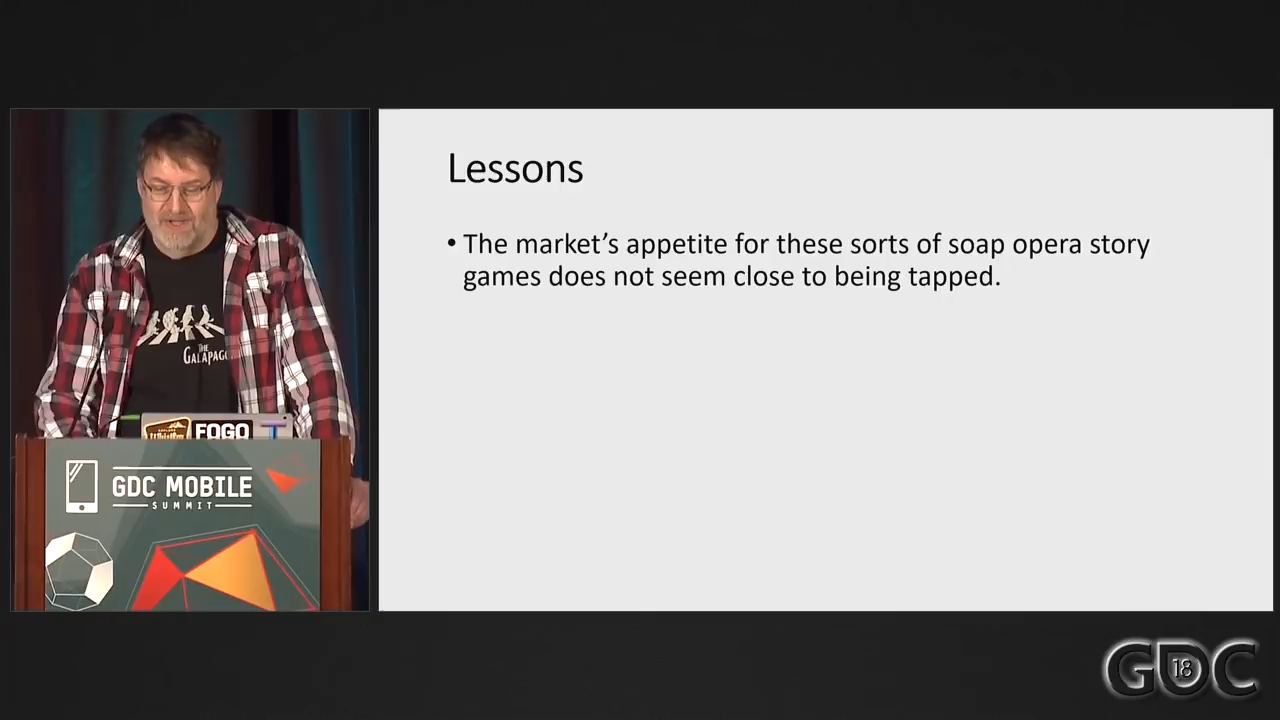 Lessons
• The market’s appetite for these sorts of soap opera story
games does not seem close to being tapped.
THE
GALAPAGO
FOGO
GDC MOBILE
SUMMIT
GDC
18